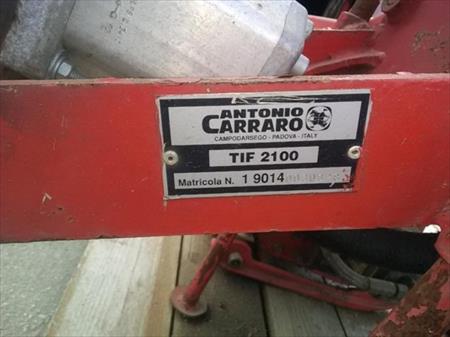 ANTONIO
CARRARO
CAMPODARSEGO - PADOVA - ITALY
TIF 2100
Matricola N. 1 9014